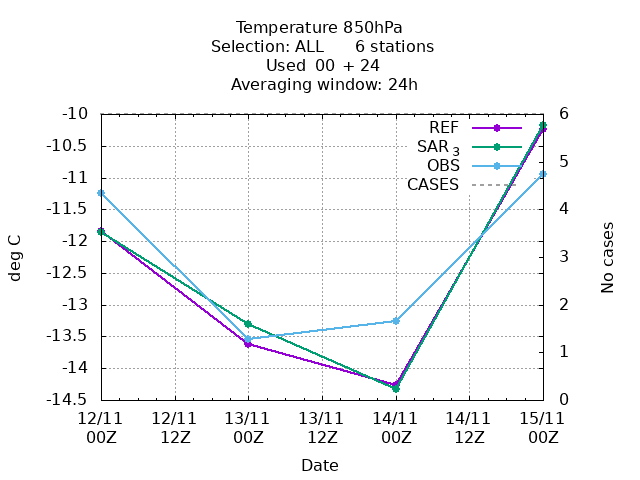 Temperature 850hPa
Selection: ALL 6 stations
Used 00 + 24
Averaging window: 24h
-10
-10.5
-11
-11.5
-12
-12.5
-13
-13.5
-14
-14.5
deg C
6
5
4
3
2
1
0
No cases
REF
SAR 3
OBS
CASES
12/11 12/11 13/11 13/11 14/11 14/11 15/11
00Z 12Z 00Z 12Z 00Z 12Z 00Z
Date